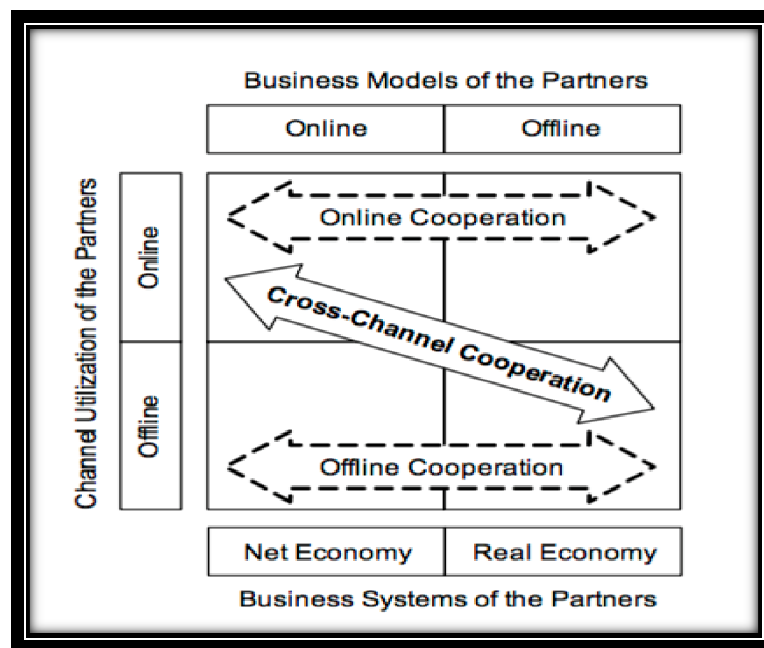 Business Models of the Partners
Online
Offline
Channel Utilization of the Partners
Online
Offline
Online Cooperation
Cross-Channel Cooperation
Offline Cooperation
Net Economy
Real Economy
Business Systems of the Partners